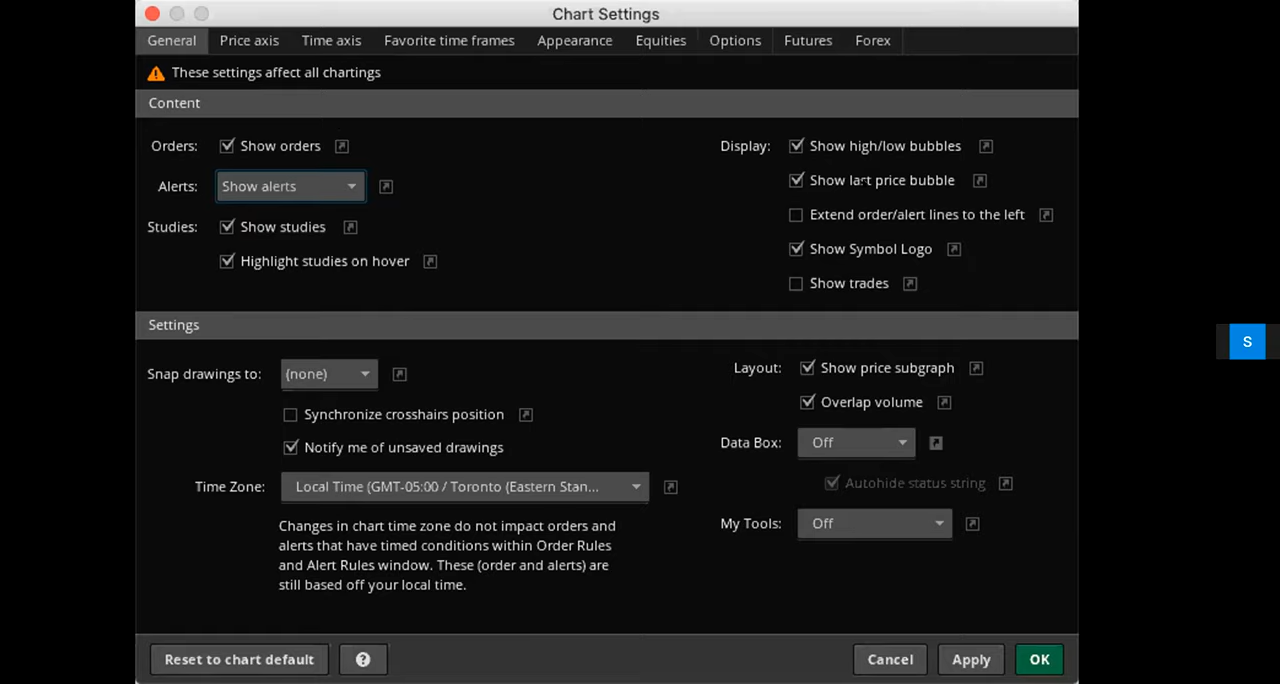 Chart Settings
General Price axis Time axis Favorite time frames Appearance Equities Options Futures Forex
These settings affect all chartings
Content
Orders: Show orders
Alerts: Show alerts
Studies: Show studies
Highlight studies on hover
Display: Show high/low bubbles
Show last price bubble
Extend order/alert lines to the left
Show Symbol Logo
Show trades
Settings
Snap drawings to: (none)
Synchronize crosshairs position
Notify me of unsaved drawings
Time Zone: Local Time (GMT-05:00 / Toronto (Eastern Stan...
Changes in chart time zone do not impact orders and
alerts that have timed conditions within Order Rules
and Alert Rules window. These (order and alerts) are
still based off your local time.
Layout: Show price subgraph
Overlap volume
Data Box: Off
Autohide status string
My Tools: Off
Reset to chart default ? Cancel Apply OK
S